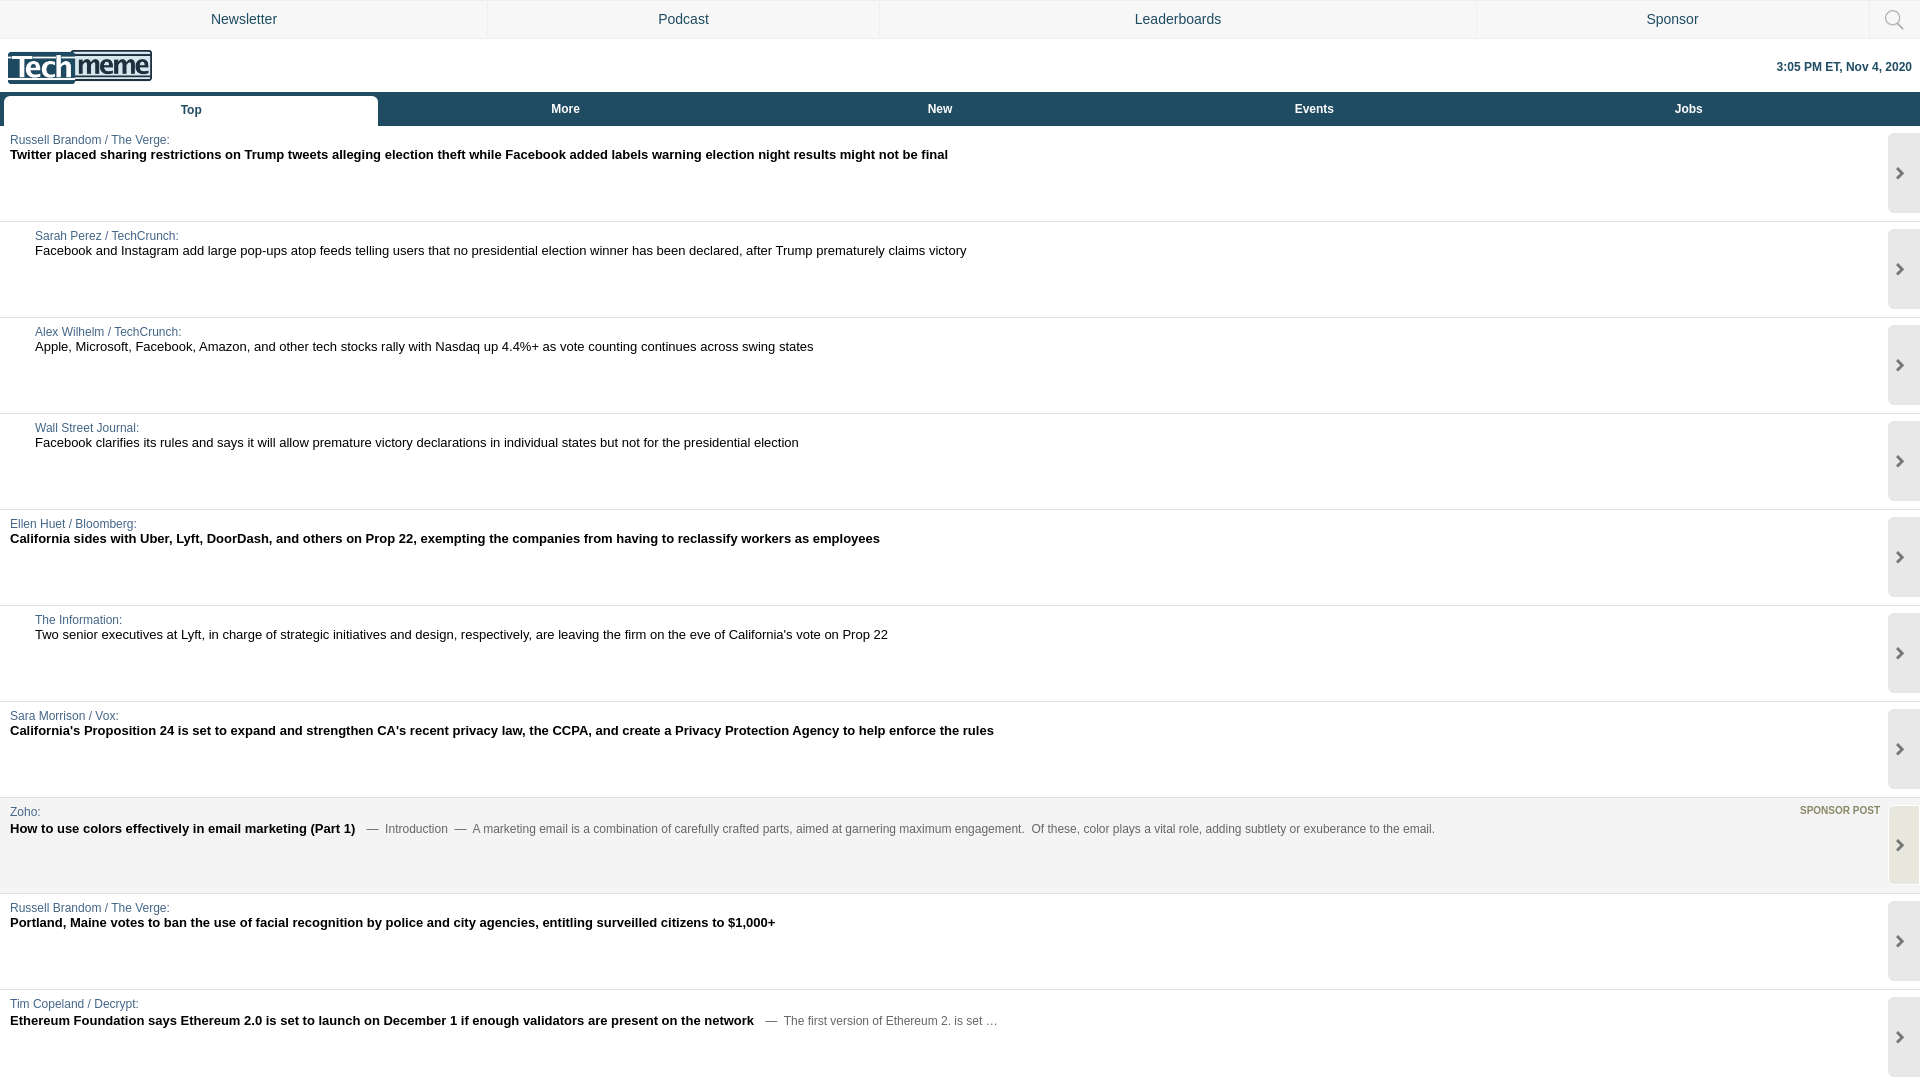 Newsletter Podcast Leaderboards Sponsor
Techmeme 3:05 PM ET, Nov 4, 2020
Top More New Events Jobs
Russell Brandom / The Verge:
Twitter placed sharing restrictions on Trump tweets alleging election theft while Facebook added labels warning election night results might not be final
Sarah Perez / TechCrunch:
Facebook and Instagram add large pop-ups atop feeds telling users that no presidential election winner has been declared, after Trump prematurely claims victory
Alex Wilhelm / TechCrunch:
Apple, Microsoft, Facebook, Amazon, and other tech stocks rally with Nasdaq up 4.4%+ as vote counting continues across swing states
Wall Street Journal:
Facebook clarifies its rules and says it will allow premature victory declarations in individual states but not for the presidential election
Ellen Huet / Bloomberg:
California sides with Uber, Lyft, DoorDash, and others on Prop 22, exempting the companies from having to reclassify workers as employees
The Information:
Two senior executives at Lyft, in charge of strategic initiatives and design, respectively, are leaving the firm on the eve of California's vote on Prop 22
Sara Morrison / Vox:
California's Proposition 24 is set to expand and strengthen CA's recent privacy law, the CCPA, and create a Privacy Protection Agency to help enforce the rules
Zoho: SPONSOR POST
How to use colors effectively in email marketing (Part 1) — Introduction — A marketing email is a combination of carefully crafted parts, aimed at garnering maximum engagement. Of these, color plays a vital role, adding subtlety or exuberance to the email.
Russell Brandom / The Verge:
Portland, Maine votes to ban the use of facial recognition by police and city agencies, entitling surveilled citizens to $1,000+
Tim Copeland / Decrypt:
Ethereum Foundation says Ethereum 2.0 is set to launch on December 1 if enough validators are present on the network — The first version of Ethereum 2. is set …